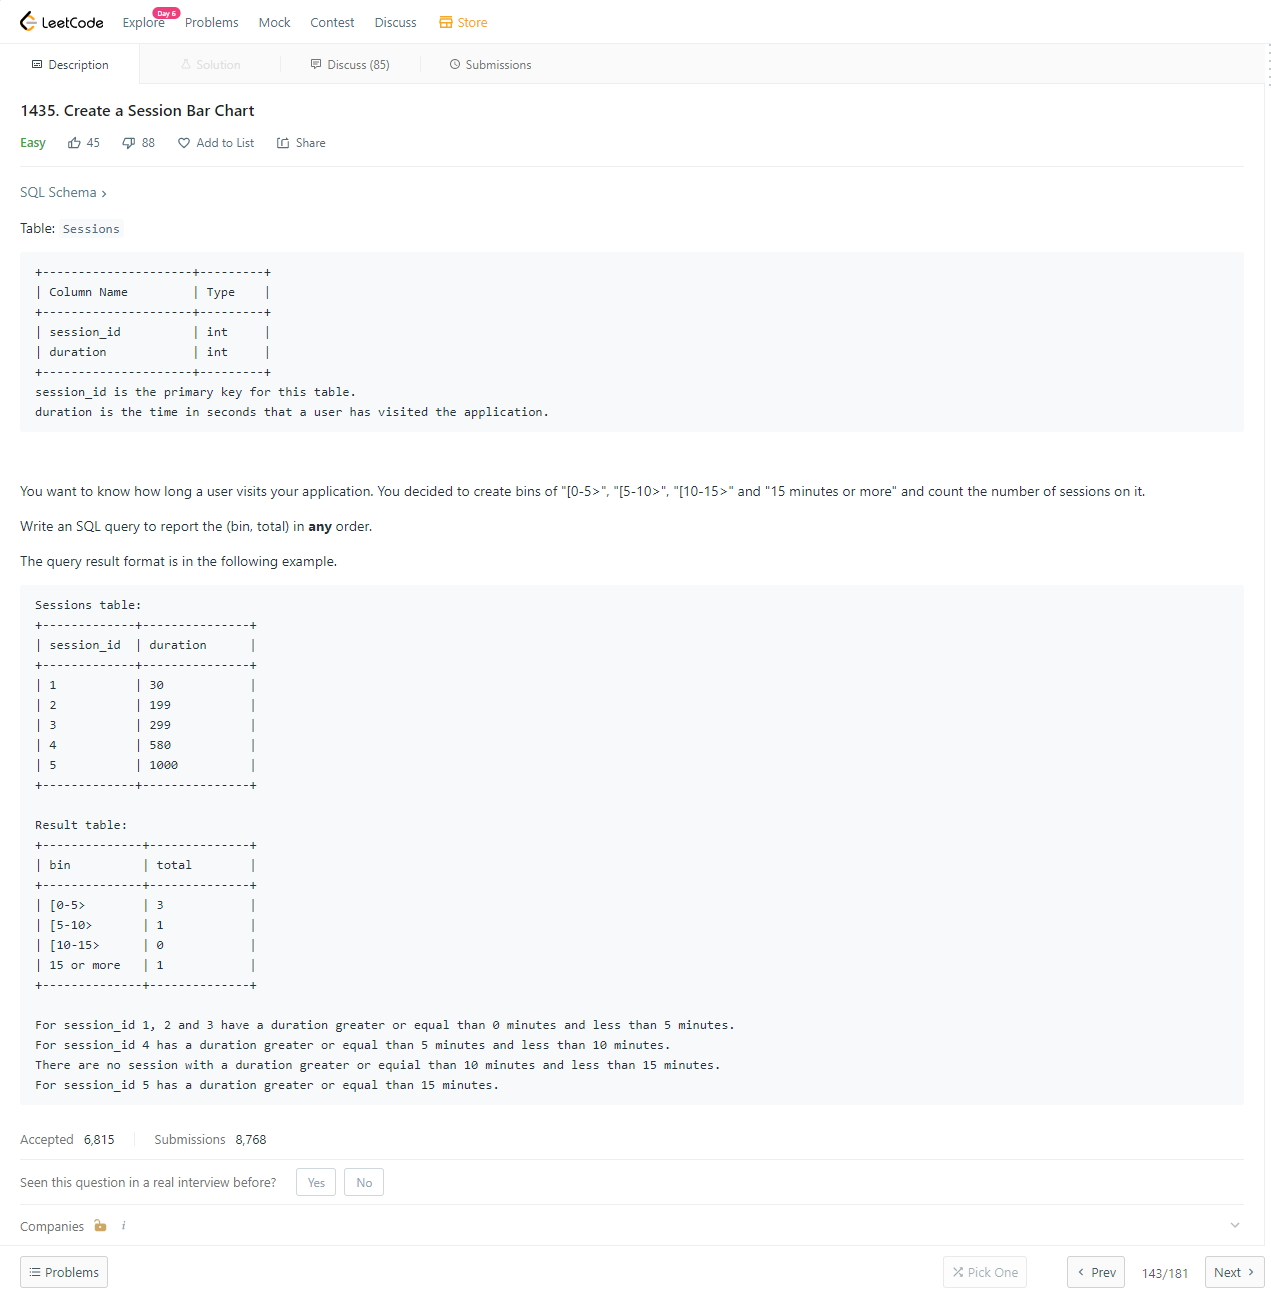 LeetCode Explore Day 6 Problems Mock Contest Discuss Store
Description Solution Discuss (85) Submissions
1435. Create a Session Bar Chart
Easy 45 88 Add to List Share
SQL Schema >
Table: Sessions
+---------------------+---------+
| Column Name         | Type    |
+---------------------+---------+
| session_id          | int     |
| duration            | int     |
+---------------------+---------+
session_id is the primary key for this table.
duration is the time in seconds that a user has visited the application.
You want to know how long a user visits your application. You decided to create bins of "[0-5>", "[5-10>", "[10-15>" and "15 minutes or more" and count the number of sessions on it.
Write an SQL query to report the (bin, total) in any order.
The query result format is in the following example.
Sessions table:
+-------------+---------------+
| session_id  | duration      |
+-------------+---------------+
| 1           | 30            |
| 2           | 199           |
| 3           | 299           |
| 4           | 580           |
| 5           | 1000          |
+-------------+---------------+
Result table:
+--------------+--------------+
| bin          | total        |
+--------------+--------------+
| [0-5>        | 3            |
| [5-10>       | 1            |
| [10-15>      | 0            |
| 15 or more   | 1            |
+--------------+--------------+
For session_id 1, 2 and 3 have a duration greater or equal than 0 minutes and less than 5 minutes.
For session_id 4 has a duration greater or equal than 5 minutes and less than 10 minutes.
There are no session with a duration greater or equial than 10 minutes and less than 15 minutes.
For session_id 5 has a duration greater or equal than 15 minutes.
Accepted 6,815 Submissions 8,768
Seen this question in a real interview before? Yes No
Companies i
Problems Pick One < Prev 143/181 Next >